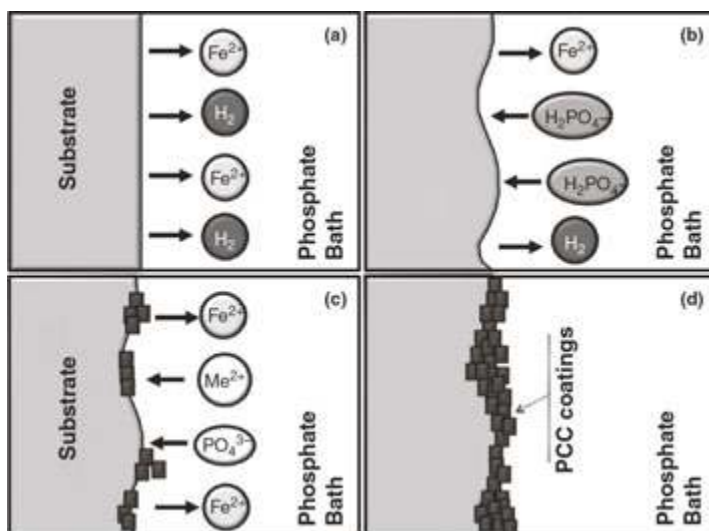 (a)
Substrate
Fe²⁺
H₂
Fe²⁺
H₂
Phosphate
Bath
(b)
Fe²⁺
H₂PO₄⁻
H₂PO₄⁻
H₂
Phosphate
Bath
(c)
Substrate
Fe²⁺
Me²⁺
PO₄³⁻
Fe²⁺
Phosphate
Bath
(d)
PCC coatings
Phosphate
Bath